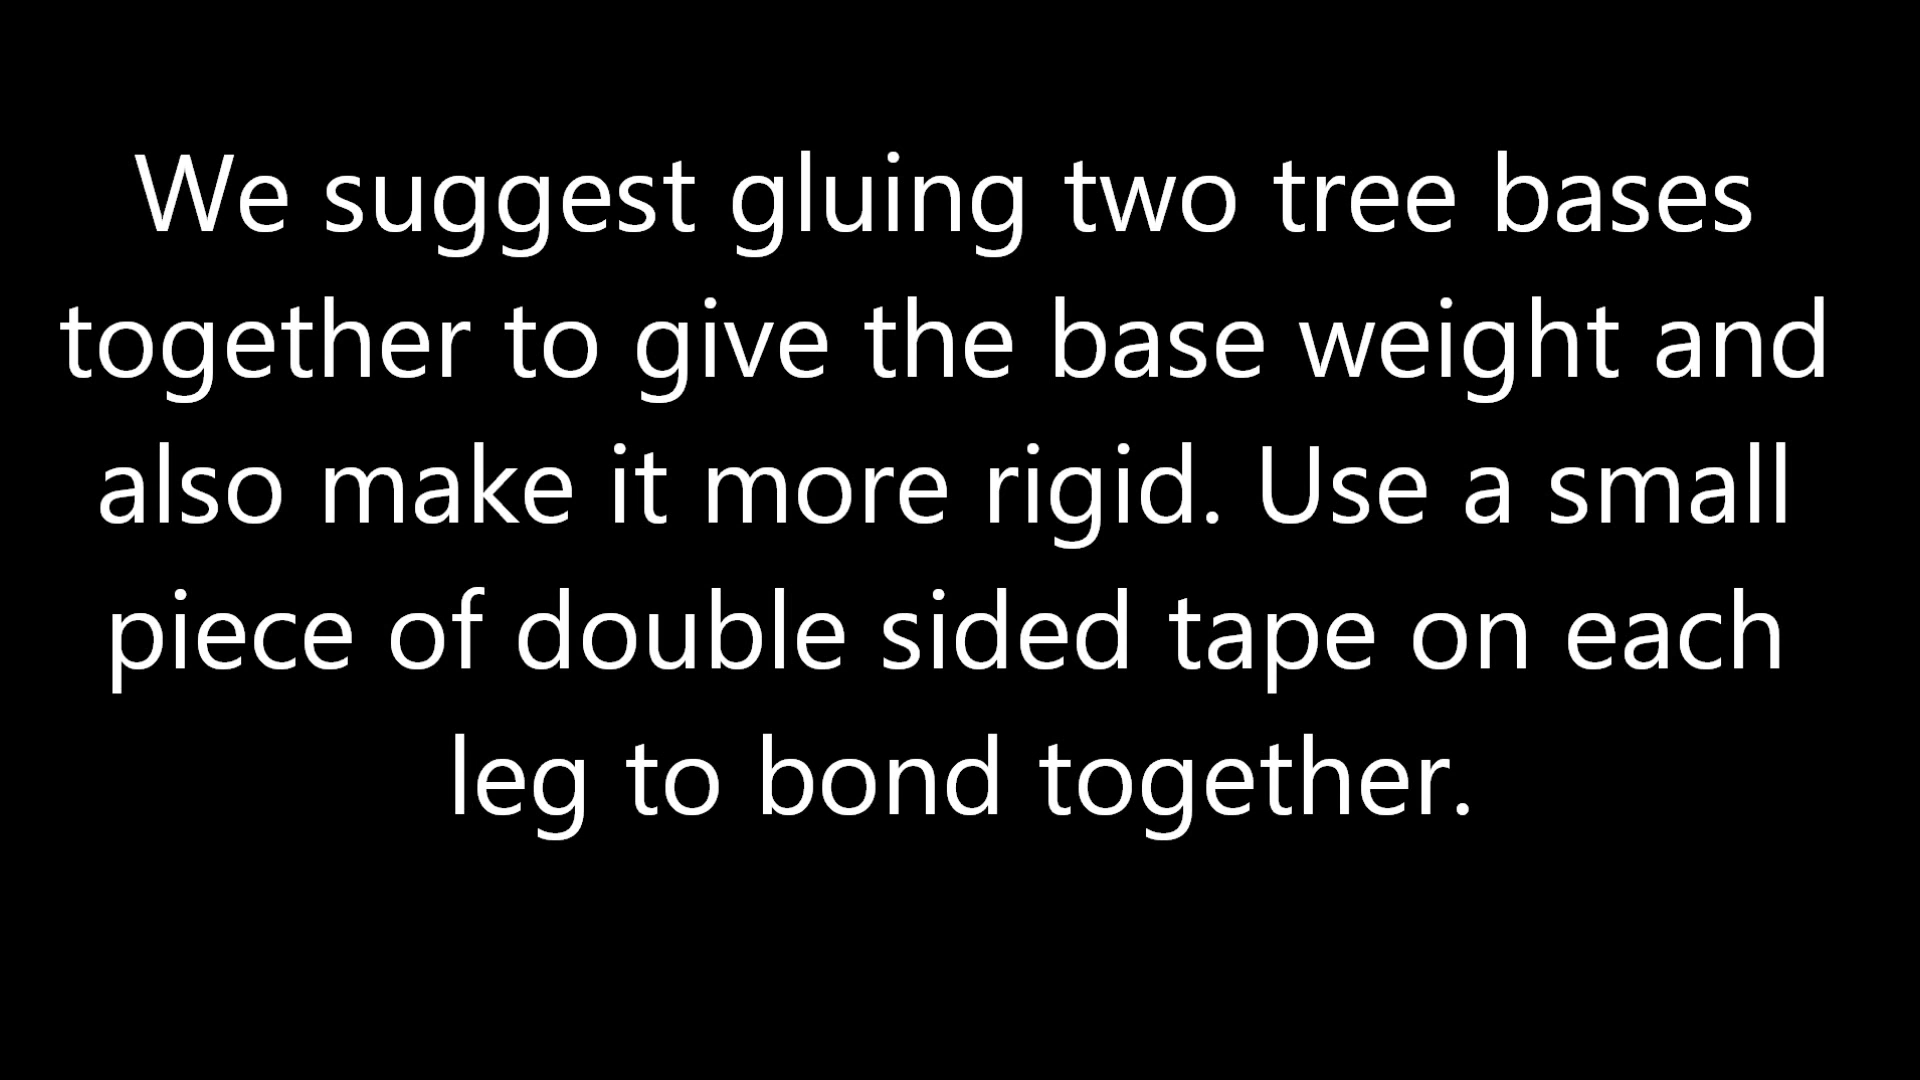 We suggest gluing two tree bases
together to give the base weight and
also make it more rigid. Use a small
piece of double sided tape on each
leg to bond together.